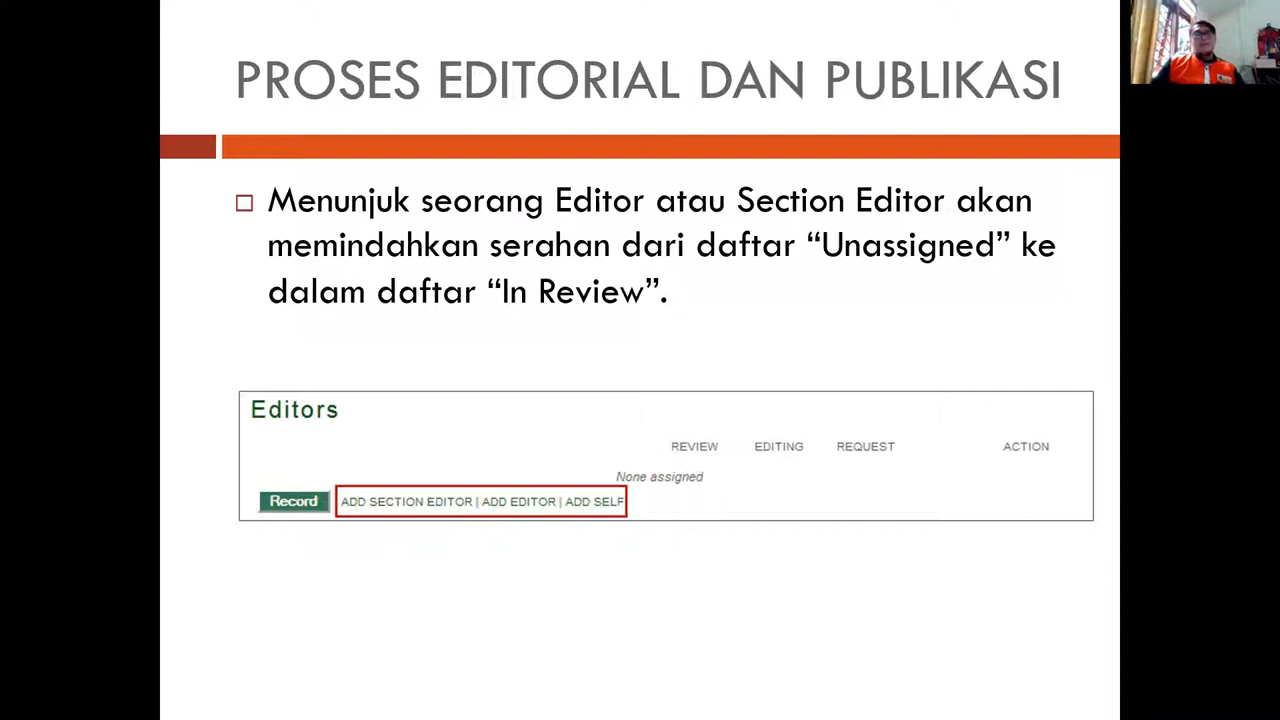 PROSES EDITORIAL DAN PUBLIKASI
Menunjuk seorang Editor atau Section Editor akan
memindahkan serahan dari daftar “Unassigned” ke
dalam daftar “In Review”.
Editors
REVIEW EDITING REQUEST ACTION
None assigned
Record ADD SECTION EDITOR | ADD EDITOR | ADD SELF